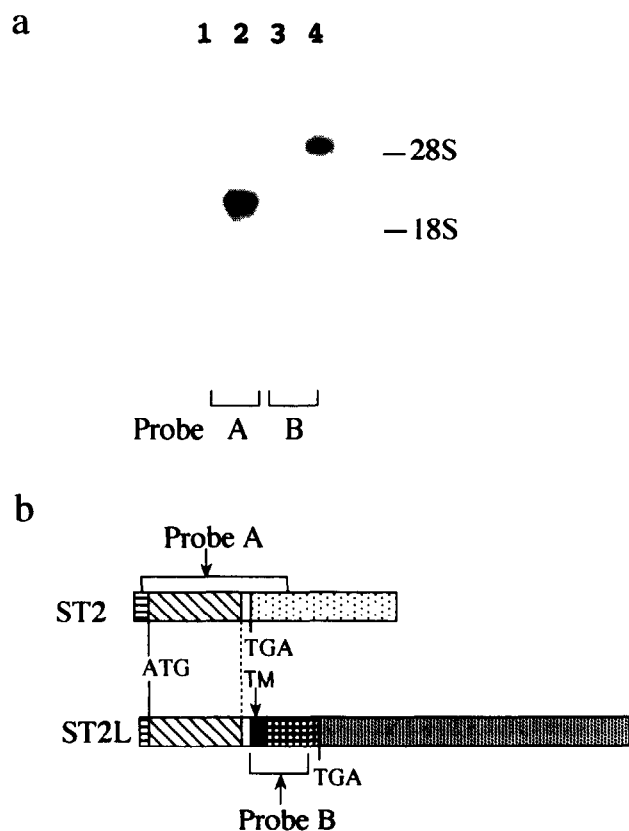 a
1 2 3 4
—28S
—18S
Probe A B
b
Probe A
ST2
TGA
ATG
TM
ST2L
TGA
Probe B